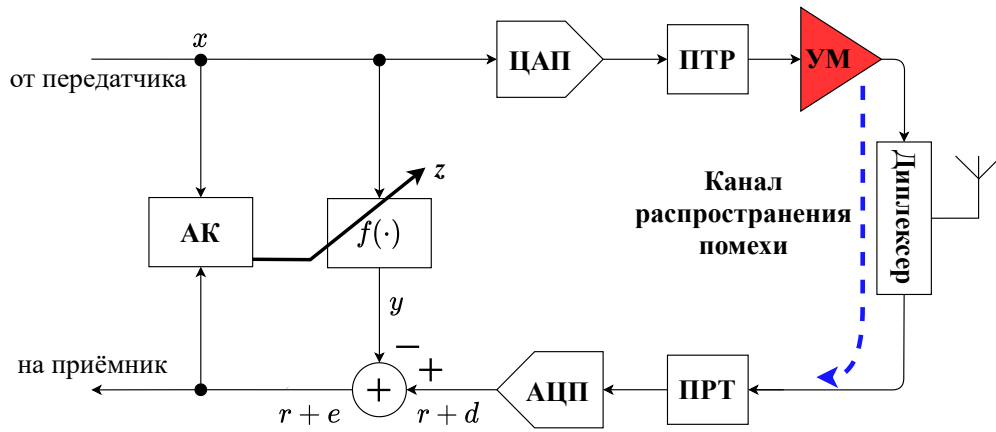 x
от передатчика
ЦАП
ПТР
УМ
z
Канал
распространения
помехи
Диплексер
АК
f(·)
y
на приёмник
−
+
+
r + e
r + d
АЦП
ПРТ